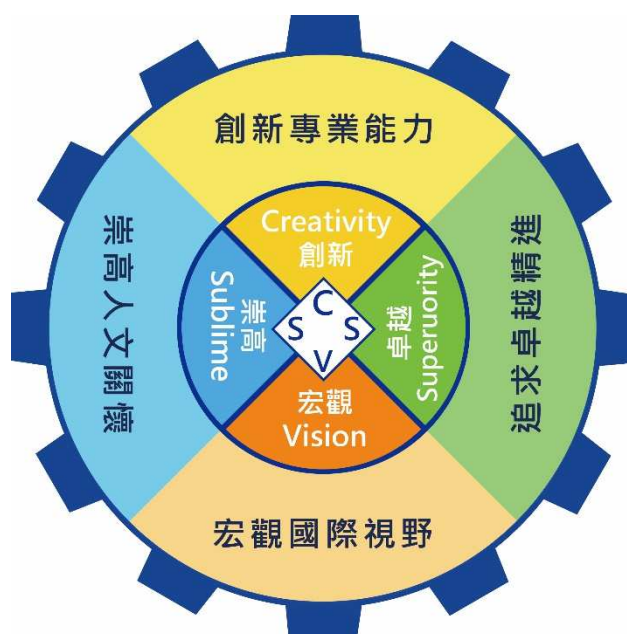 創新專業能力
Creativity
創新
崇高人文關懷
崇高
Sublime
C
S
S
V
卓越
Superuority
追求卓越精進
宏觀
Vision
宏觀國際視野